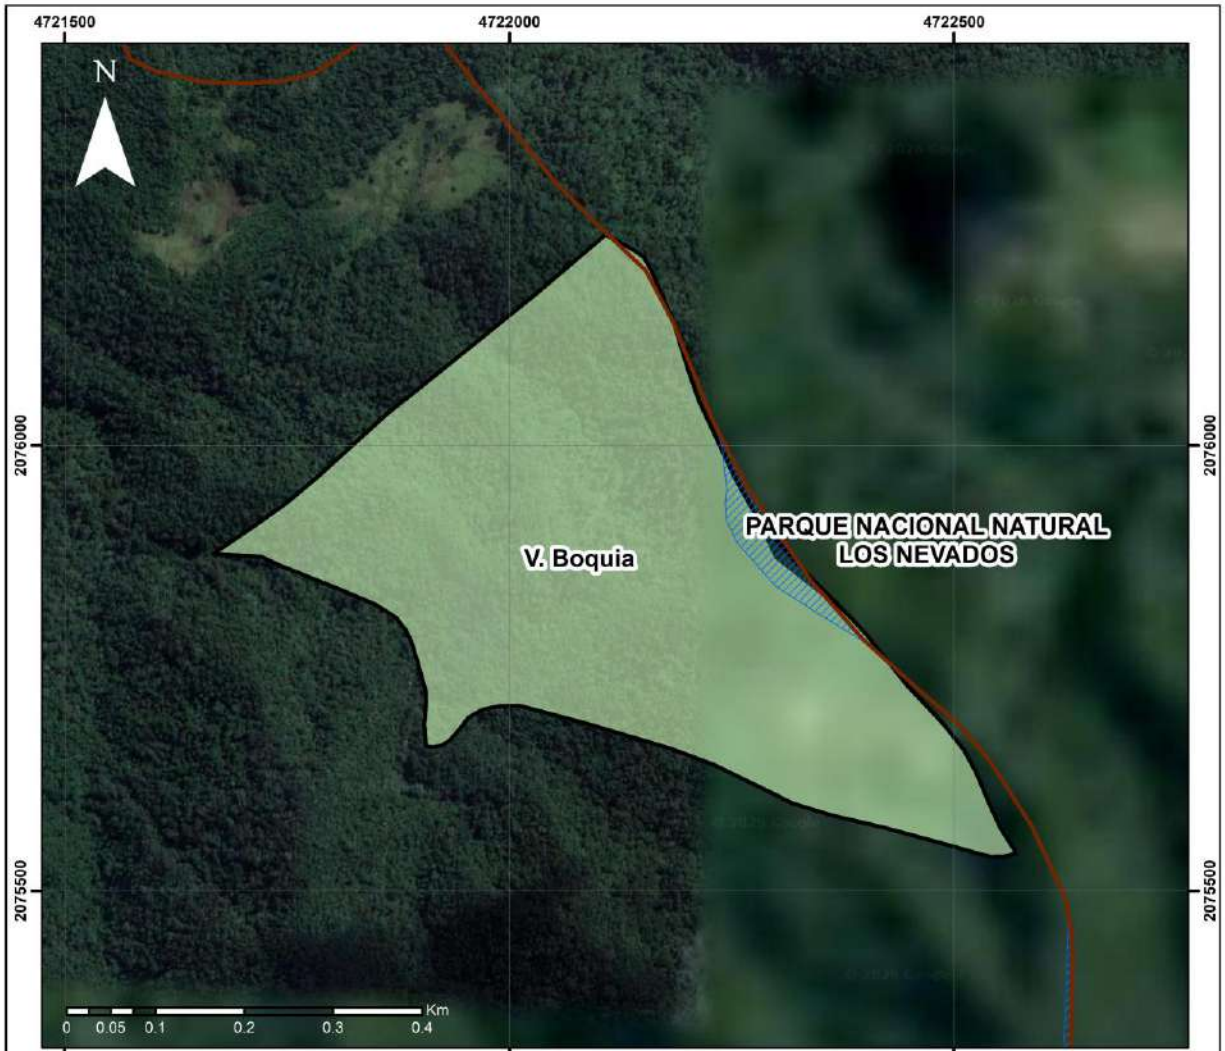 4721500 4722000 4722500
N
2076000 2076000
PARQUE NACIONAL NATURAL
LOS NEVADOS
V. Boquia
2075500 2075500
Km
0 0.05 0.1 0.2 0.3 0.4